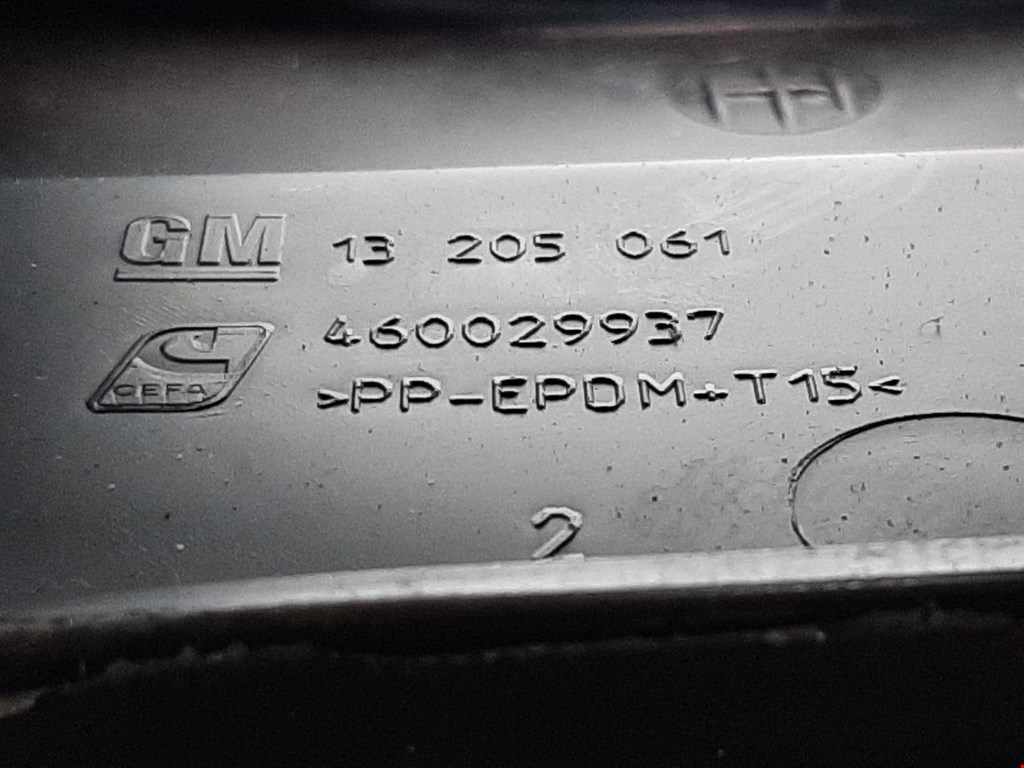 GM 13 205 061
CEFA 460029937
>PP-EPDM+T15<
2